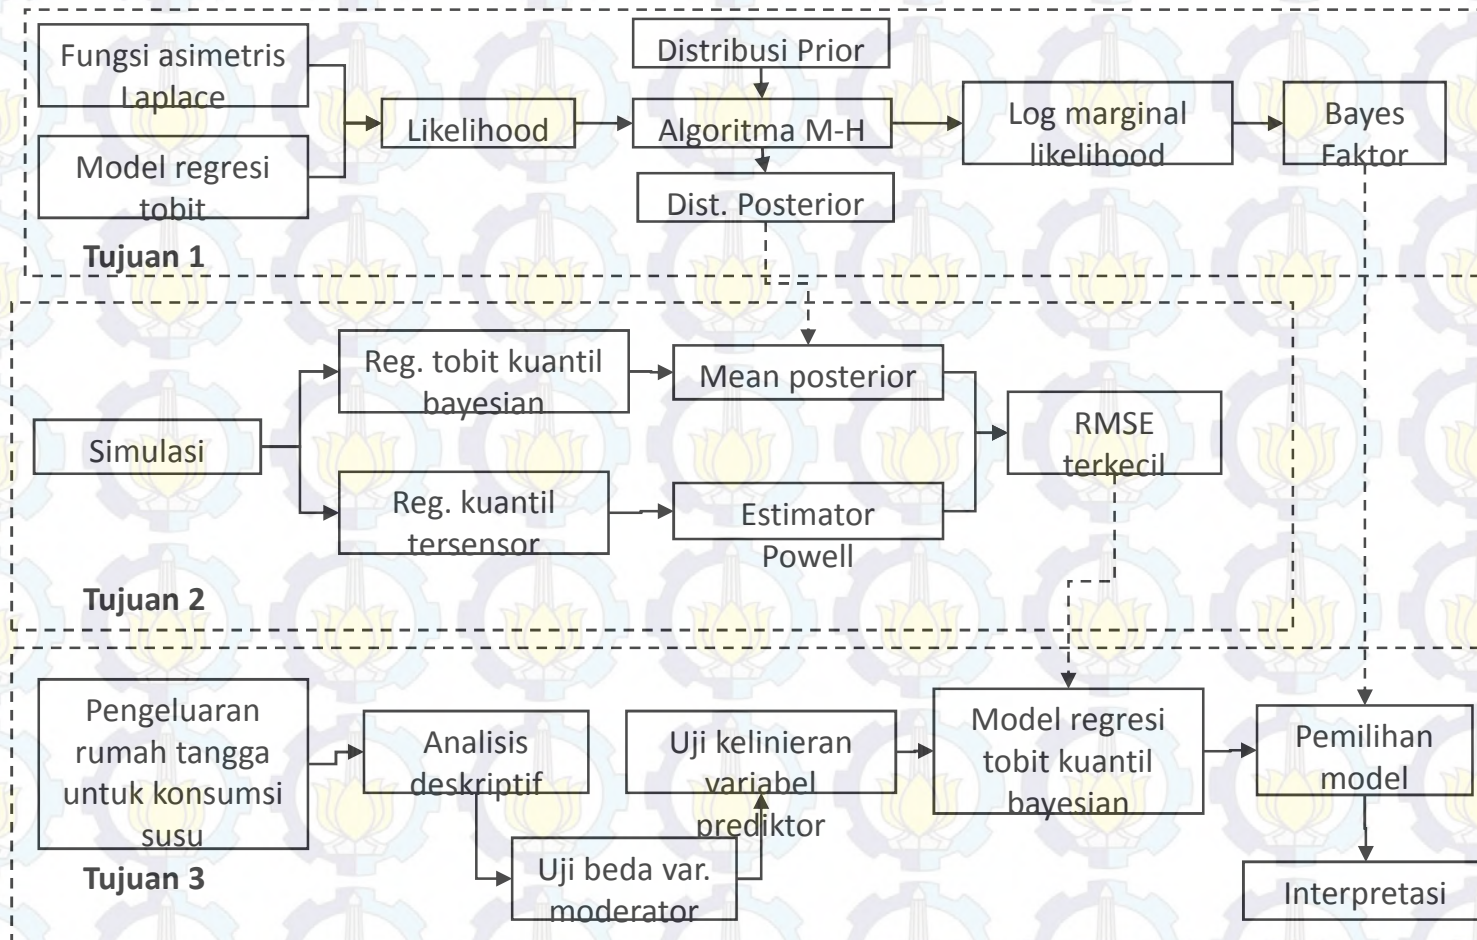 Fungsi asimetris
Laplace
Model regresi
tobit
Likelihood
Distribusi Prior
Algoritma M-H
Dist. Posterior
Log marginal
likelihood
Bayes
Faktor
Tujuan 1
Simulasi
Reg. tobit kuantil
bayesian
Reg. kuantil
tersensor
Mean posterior
Estimator
Powell
RMSE
terkecil
Tujuan 2
Pengeluaran
rumah tangga
untuk konsumsi
susu
Analisis
deskriptif
Uji beda var.
moderator
Uji kelinieran
variabel
prediktor
Model regresi
tobit kuantil
bayesian
Pemilihan
model
Interpretasi
Tujuan 3